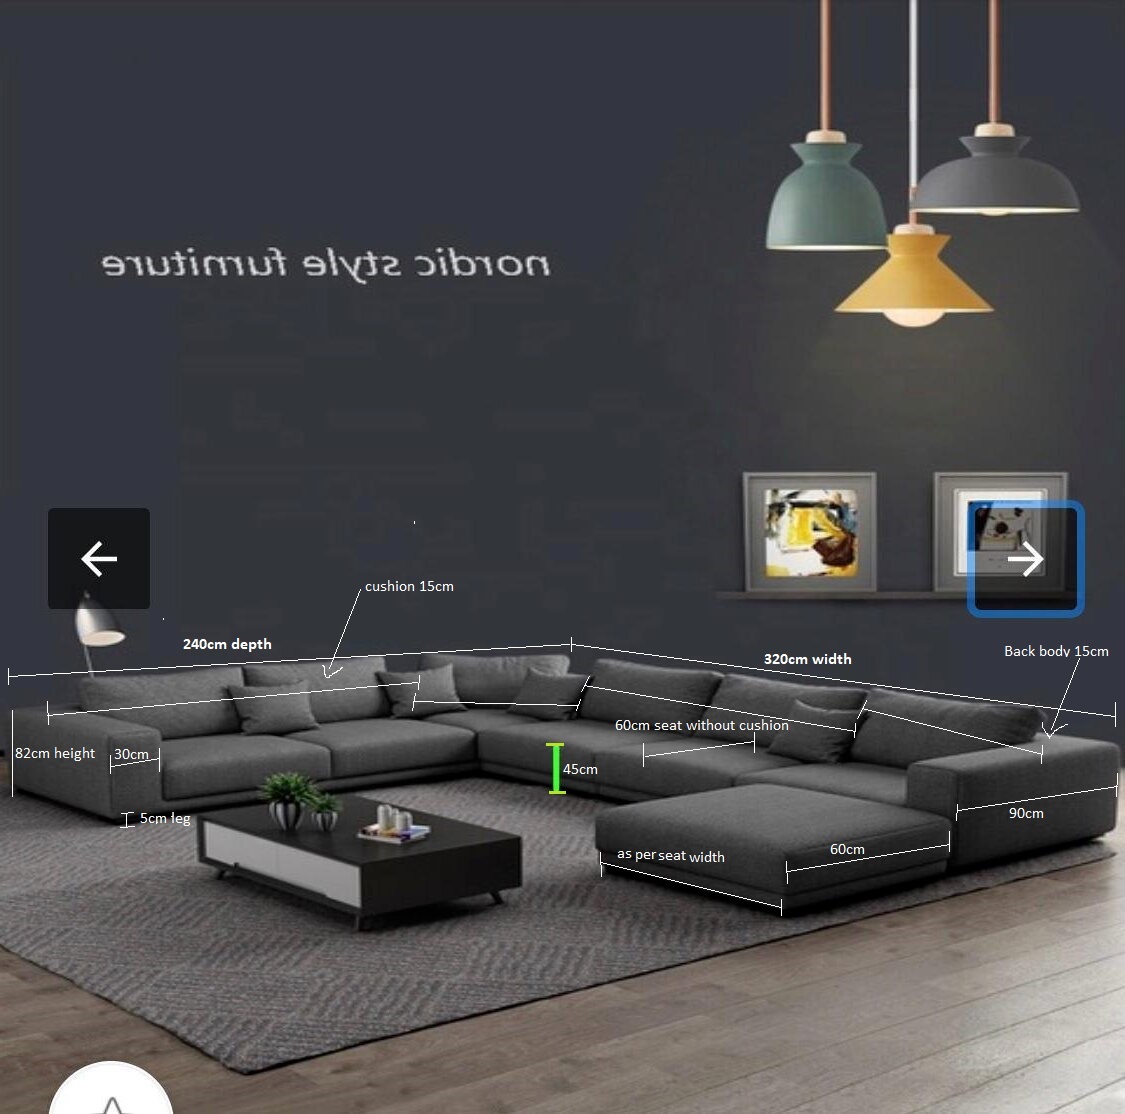 nordic style furniture
cushion 15cm
240cm depth
320cm width
Back body 15cm
60cm seat without cushion
82cm height
30cm
45cm
5cm leg
90cm
60cm
as per seat width